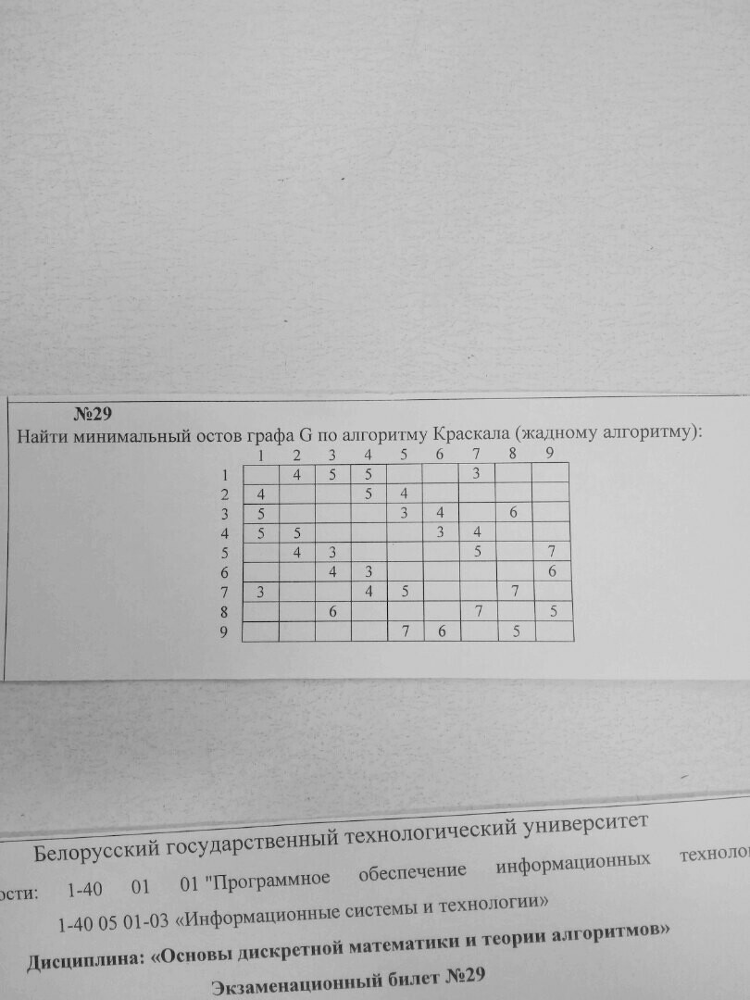 №29
Найти минимальный остов графа G по алгоритму Краскала (жадному алгоритму):
1 2 3 4 5 6 7 8 9
1 4 5 5 3
2 4 5 4
3 5 3 4 6
4 5 5 3 4
5 4 3 5 7
6 4 3 6
7 3 4 5 7
8 6 7 5
9 7 6 5
Белорусский государственный технологический университет
ости: 1-40 01 01 "Программное обеспечение информационных техноло
1-40 05 01-03 «Информационные системы и технологии»
Дисциплина: «Основы дискретной математики и теории алгоритмов»
Экзаменационный билет №29